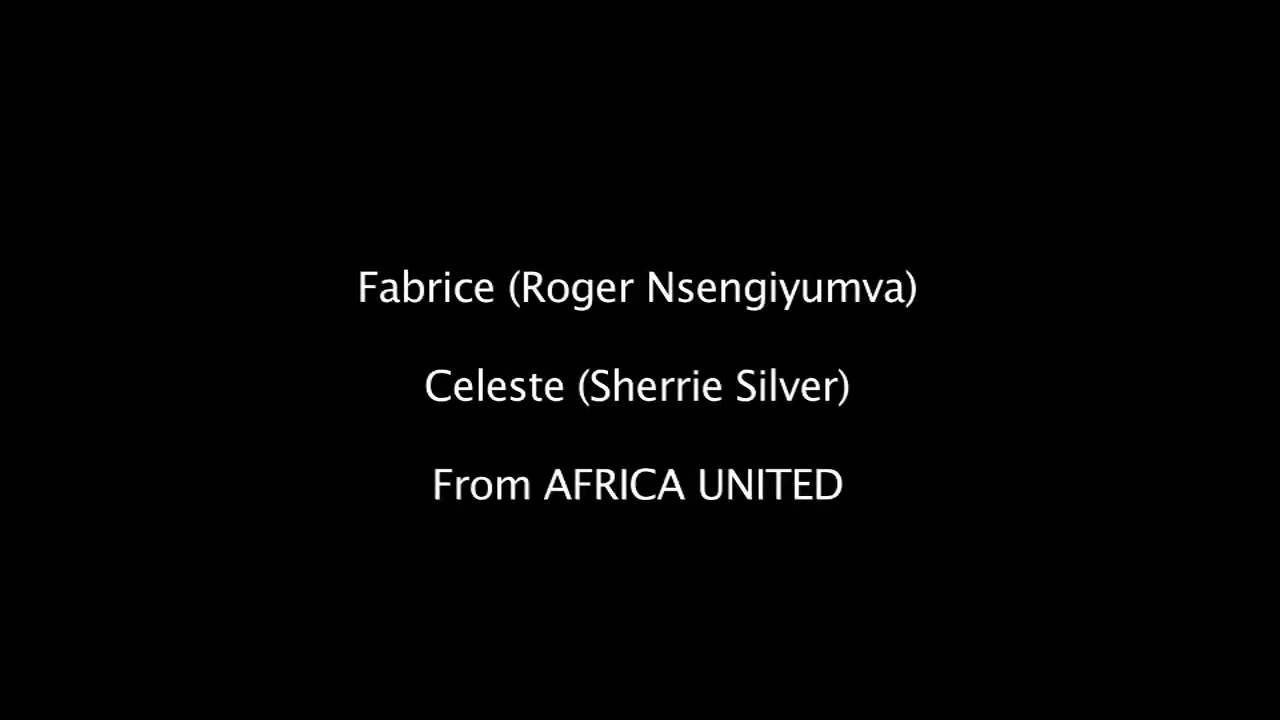 Fabrice (Roger Nsengiyumva)
Celeste (Sherrie Silver)
From AFRICA UNITED